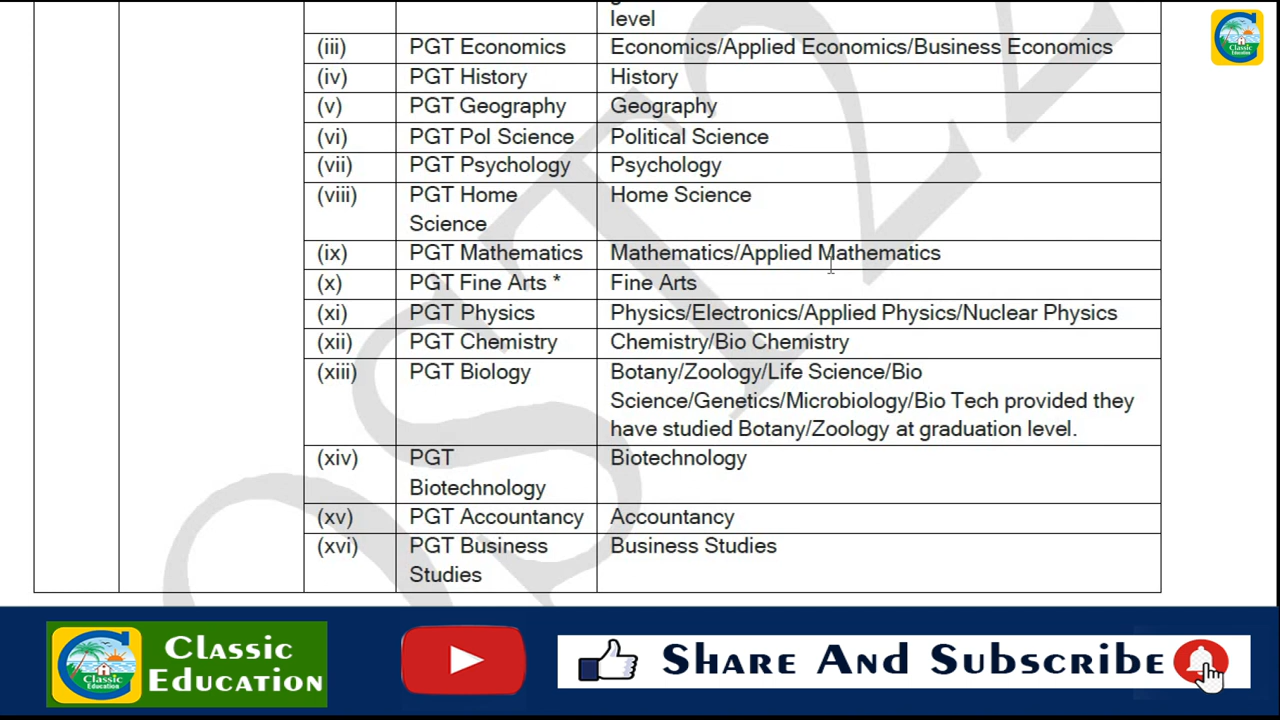 level
(iii) PGT Economics Economics/Applied Economics/Business Economics
(iv) PGT History History
(v) PGT Geography Geography
(vi) PGT Pol Science Political Science
(vii) PGT Psychology Psychology
(viii) PGT Home Home Science
Science
(ix) PGT Mathematics Mathematics/Applied Mathematics
(x) PGT Fine Arts * Fine Arts
(xi) PGT Physics Physics/Electronics/Applied Physics/Nuclear Physics
(xii) PGT Chemistry Chemistry/Bio Chemistry
(xiii) PGT Biology Botany/Zoology/Life Science/Bio
Science/Genetics/Microbiology/Bio Tech provided they
have studied Botany/Zoology at graduation level.
(xiv) PGT Biotechnology
Biotechnology
(xv) PGT Accountancy Accountancy
(xvi) PGT Business Business Studies
Studies
Classic
Education
Classic
Education
Classic
Education
Share And Subscribe